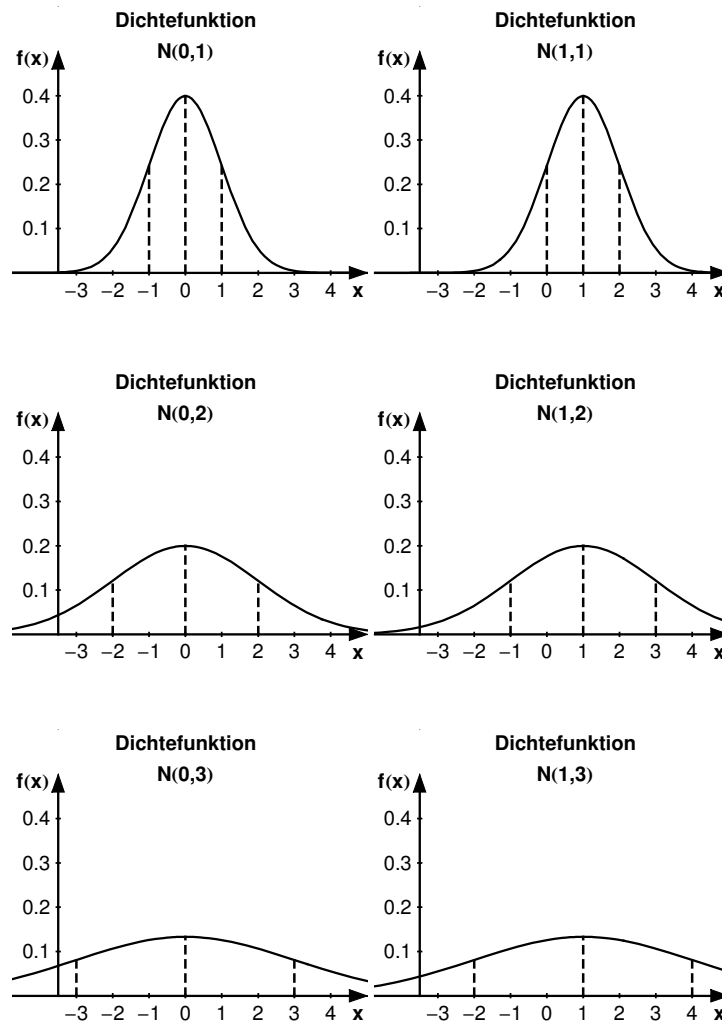 Dichtefunktion
N(0,1)
f(x)
0.4
0.3
0.2
0.1
−3 −2 −1 0 1 2 3 4 x
Dichtefunktion
N(1,1)
f(x)
0.4
0.3
0.2
0.1
−3 −2 −1 0 1 2 3 4 x
Dichtefunktion
N(0,2)
f(x)
0.4
0.3
0.2
0.1
−3 −2 −1 0 1 2 3 4 x
Dichtefunktion
N(1,2)
f(x)
0.4
0.3
0.2
0.1
−3 −2 −1 0 1 2 3 4 x
Dichtefunktion
N(0,3)
f(x)
0.4
0.3
0.2
0.1
−3 −2 −1 0 1 2 3 4 x
Dichtefunktion
N(1,3)
f(x)
0.4
0.3
0.2
0.1
−3 −2 −1 0 1 2 3 4 x